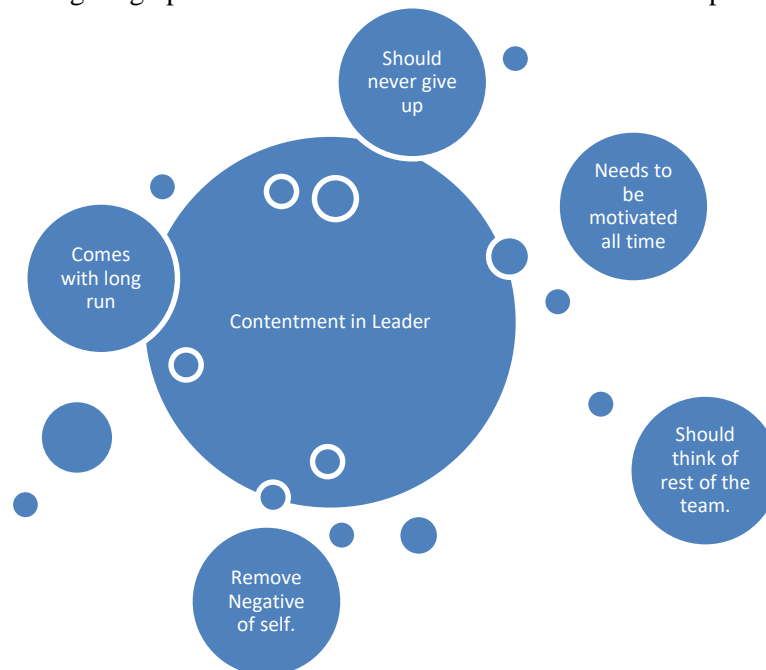 Should
never give
up
Needs to
be
motivated
all time
Comes
with long
run
Contentment in Leader
Should
think of
rest of the
team.
Remove
Negative
of self.